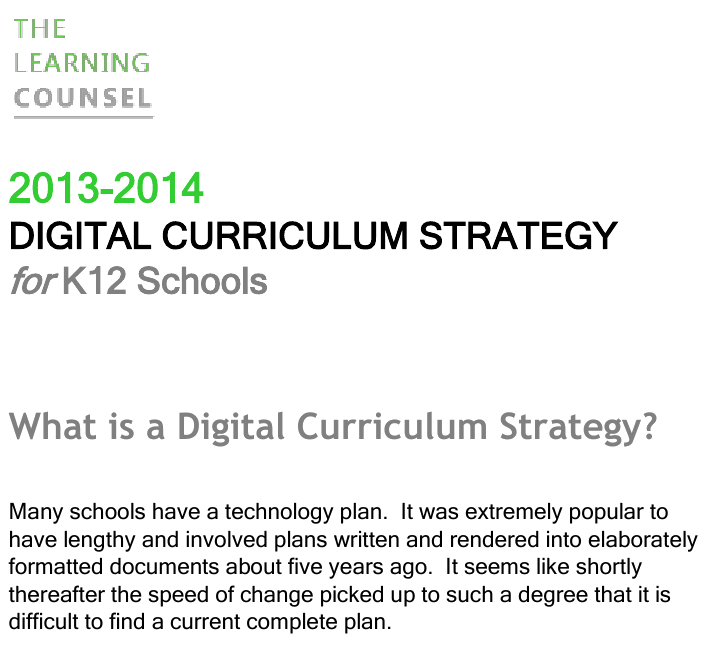 THE
LEARNING
COUNSEL
2013-2014
DIGITAL CURRICULUM STRATEGY
for K12 Schools
What is a Digital Curriculum Strategy?
Many schools have a technology plan.  It was extremely popular to
have lengthy and involved plans written and rendered into elaborately
formatted documents about five years ago.  It seems like shortly
thereafter the speed of change picked up to such a degree that it is
difficult to find a current complete plan.